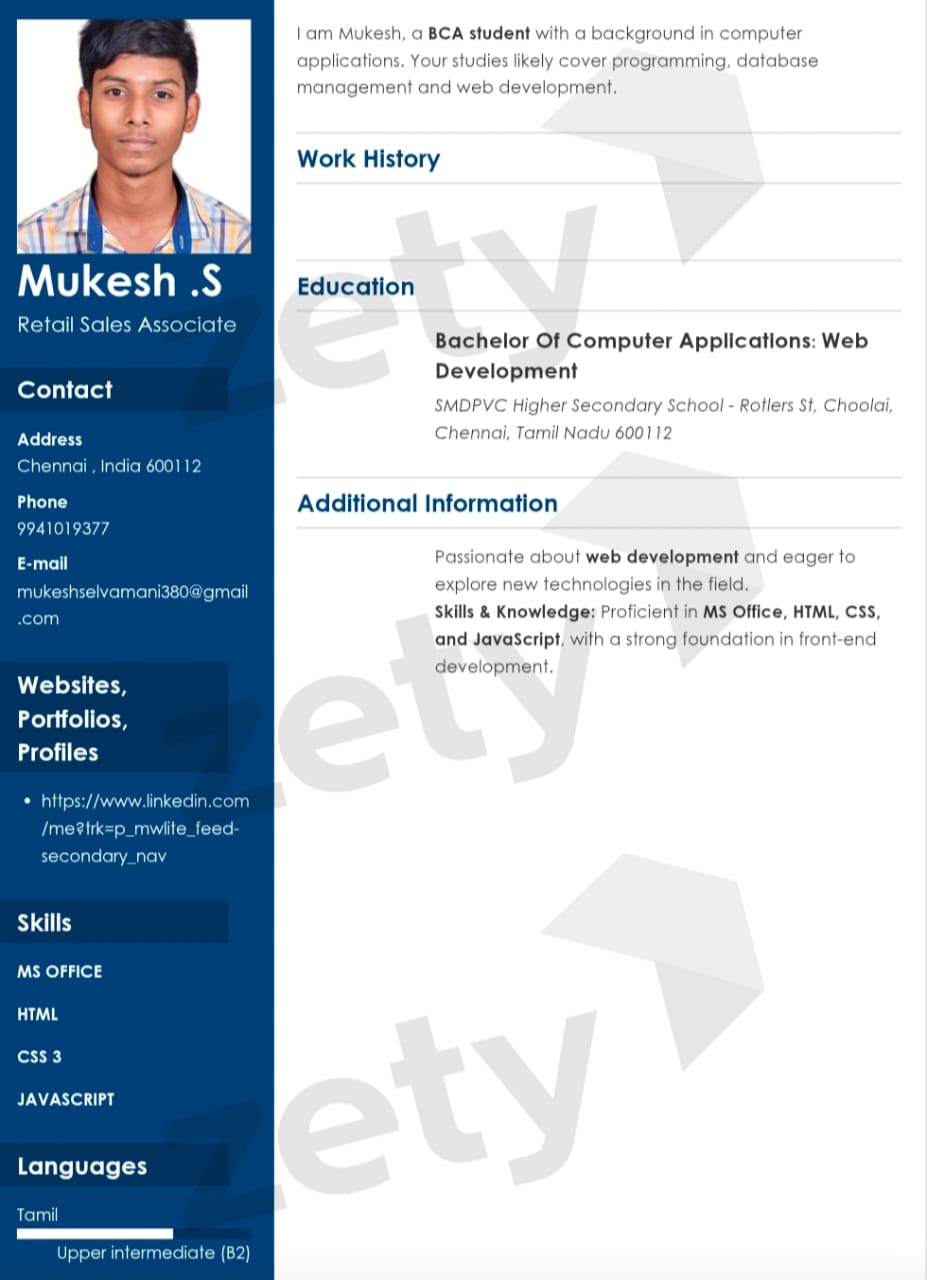 Mukesh .S
Retail Sales Associate
Contact
Address
Chennai , India 600112
Phone
9941019377
E-mail
mukeshselvamani380@gmail
.com
Websites,
Portfolios,
Profiles
• https://www.linkedin.com
/me?trk=p_mwlite_feed-
secondary_nav
Skills
MS OFFICE
HTML
CSS 3
JAVASCRIPT
Languages
Tamil
Upper intermediate (B2)
I am Mukesh, a BCA student with a background in computer
applications. Your studies likely cover programming, database
management and web development.
Work History
Education
Bachelor Of Computer Applications: Web
Development
SMDPVC Higher Secondary School - Rotlers St, Choolai,
Chennai, Tamil Nadu 600112
Additional Information
Passionate about web development and eager to
explore new technologies in the field.
Skills & Knowledge: Proficient in MS Office, HTML, CSS,
and JavaScript, with a strong foundation in front-end
development.
zety
zety
zety